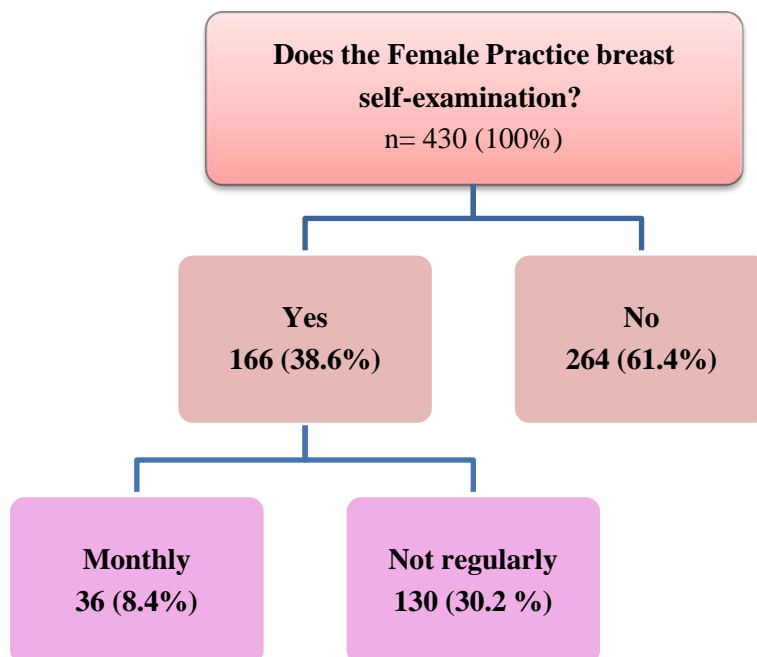 Does the Female Practice breast
self-examination?
n= 430 (100%)
Yes
166 (38.6%)
No
264 (61.4%)
Monthly
36 (8.4%)
Not regularly
130 (30.2 %)